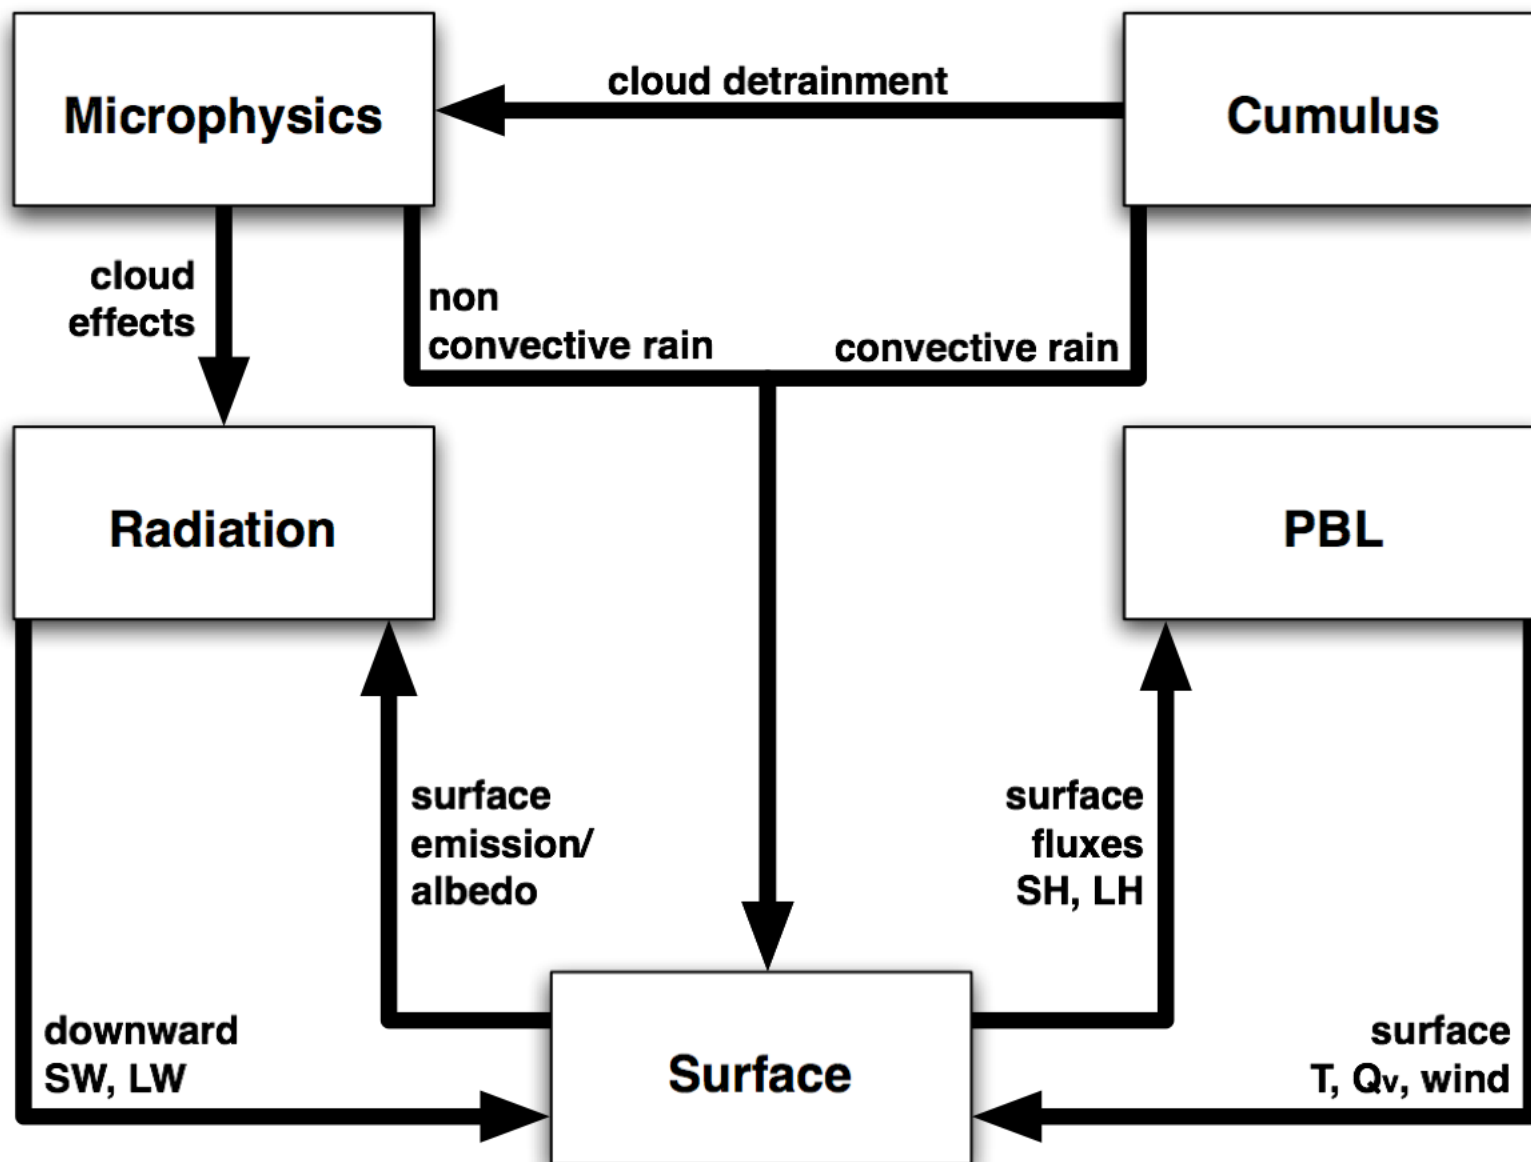 Microphysics
cloud detrainment
Cumulus
cloud
effects
non
convective rain
convective rain
Radiation
PBL
surface
emission/
albedo
surface
fluxes
SH, LH
downward
SW, LW
Surface
surface
T, Qv, wind